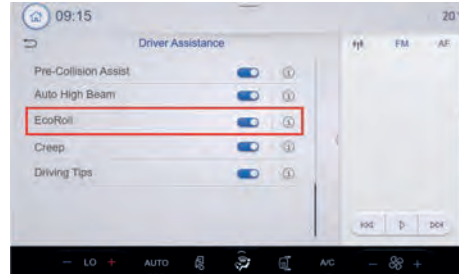 09:15
20°
Driver Assistance
FM AF
Pre-Collision Assist
Auto High Beam
EcoRoll
Creep
Driving Tips
− LO + AUTO A/C − +